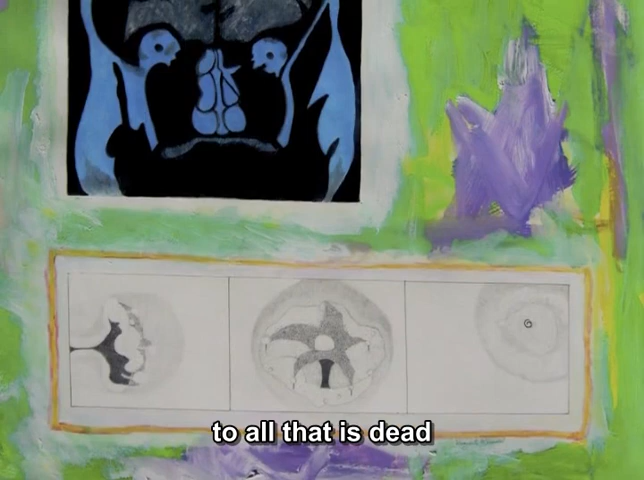 to all that is dead